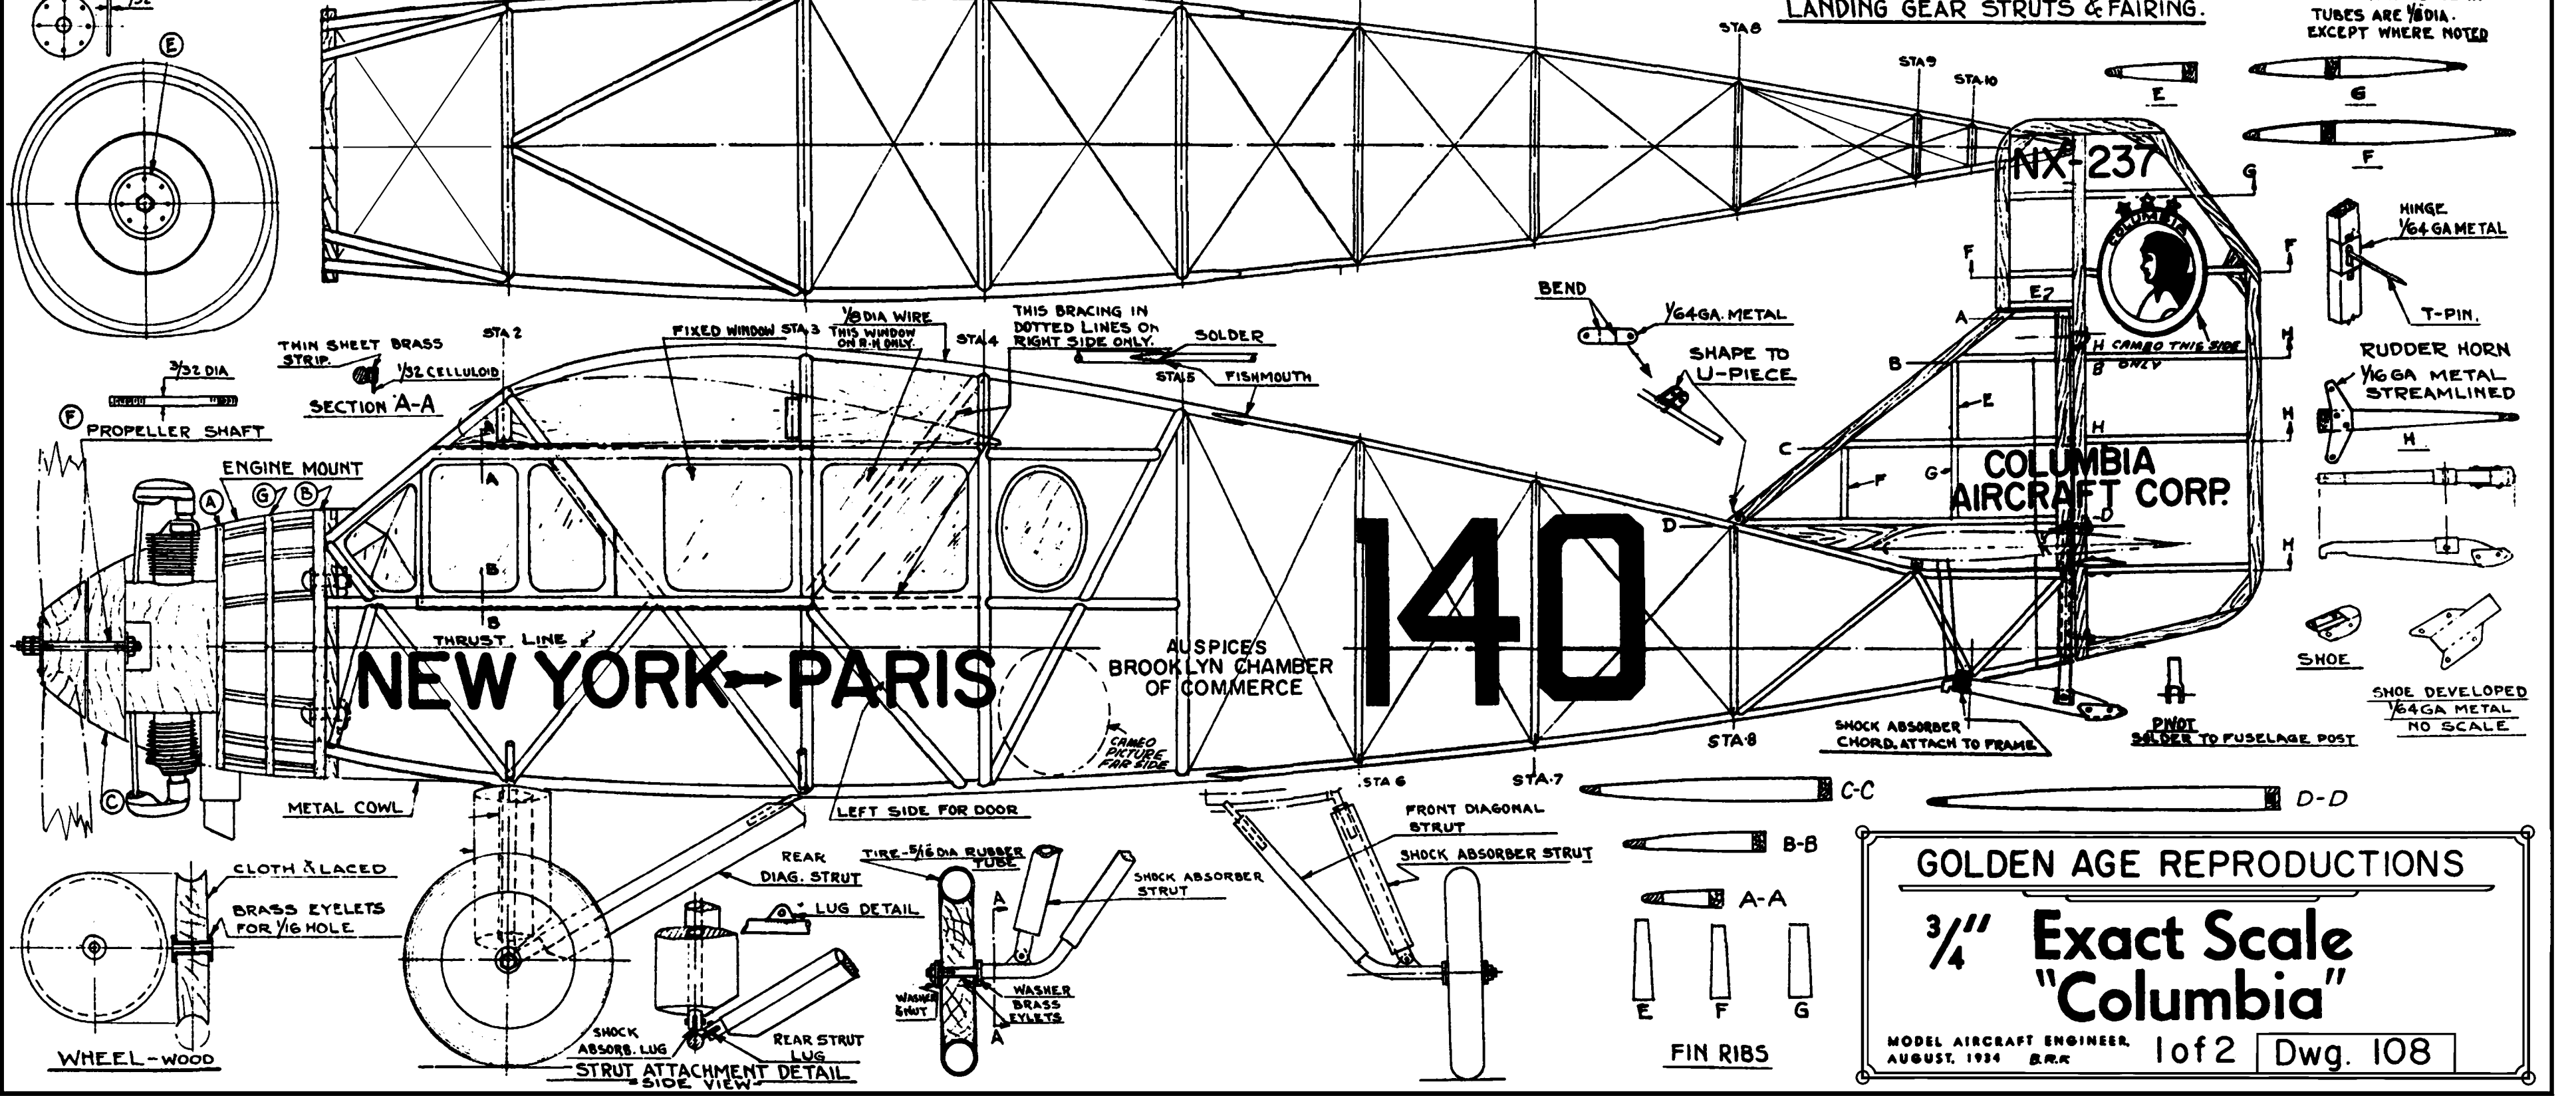 LANDING GEAR STRUTS & FAIRING.
TUBES ARE 1/8 DIA.
EXCEPT WHERE NOTED
STA 8
STA 9
STA.10
E
E
G
F
NX-237
G
COLUMBIA
F
F
E
HINGE
1/64 GA METAL
T-PIN.
BEND
1/64 GA. METAL
SHAPE TO
U-PIECE
A
B
C
D
H
CAMEO THIS SIDE
ONLY
H
B
H
H
H
H
E
F
G
D
RUDDER HORN
1/16 GA METAL
STREAMLINED
H
COLUMBIA
AIRCRAFT CORP.
THIN SHEET BRASS
STRIP.
1/32 CELLULOID
SECTION A-A
3/32 DIA
F
PROPELLER SHAFT
ENGINE MOUNT
A
G
B
C
STA 2
FIXED WINDOW
STA.3
1/8 DIA WIRE
THIS WINDOW
ON R.H ONLY.
STA 4
THIS BRACING IN
DOTTED LINES ON
RIGHT SIDE ONLY.
SOLDER
STA.5
FISHMOUTH
A
A
B
B
THRUST LINE
NEW YORK PARIS
AUSPICES
BROOKLYN CHAMBER
OF COMMERCE
140
CAMEO
PICTURE
FAR SIDE
METAL COWL
LEFT SIDE FOR DOOR
STA 6
STA.7
STA.8
SHOCK ABSORBER
CHORD. ATTACH TO FRAME
PIVOT
SOLDER TO FUSELAGE POST
SHOE
SHOE DEVELOPED
1/64 GA METAL
NO SCALE
CLOTH & LACED
BRASS EYELETS
FOR 1/16 HOLE
WHEEL-WOOD
REAR
DIAG. STRUT
LUG DETAIL
SHOCK
ABSORB. LUG
REAR STRUT
LUG
STRUT ATTACHMENT DETAIL
SIDE VIEW
TIRE-5/16 DIA RUBBER
TUBE
SHOCK ABSORBER
STRUT
A
A
WASHER
& NUT
WASHER
BRASS
EYLETS
FRONT DIAGONAL
STRUT
SHOCK ABSORBER STRUT
C-C
D-D
B-B
A-A
E
F
G
FIN RIBS
GOLDEN AGE REPRODUCTIONS
3/4" Exact Scale
"Columbia"
MODEL AIRCRAFT ENGINEER,
AUGUST, 1934
1 of 2
Dwg. 108